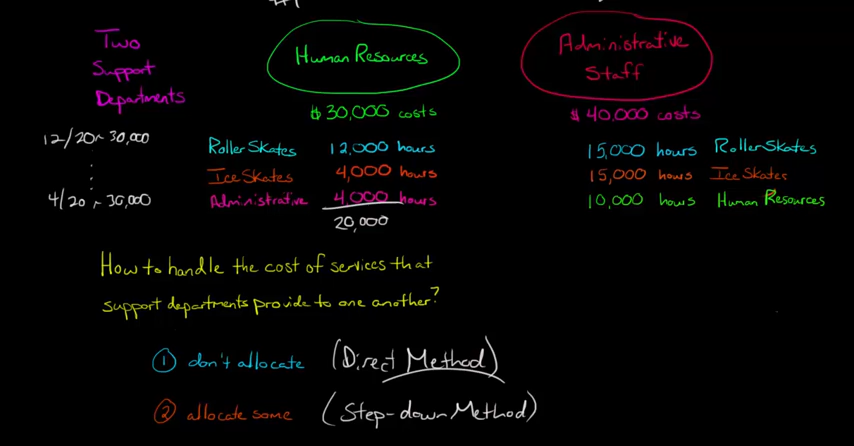 Two
Support
Departments
Human Resources
Administrative
Staff
$30,000 costs
$40,000 costs
12/20 × 30,000
4/20 × 30,000
Roller Skates 12,000 hours
Ice Skates 4,000 hours
Administrative 4,000 hours
20,000
15,000 hours Roller Skates
15,000 hours Ice Skates
10,000 hours Human Resources
How to handle the cost of services that
support departments provide to one another?
1 don't allocate (Direct Method)
2 allocate some (Step-down Method)